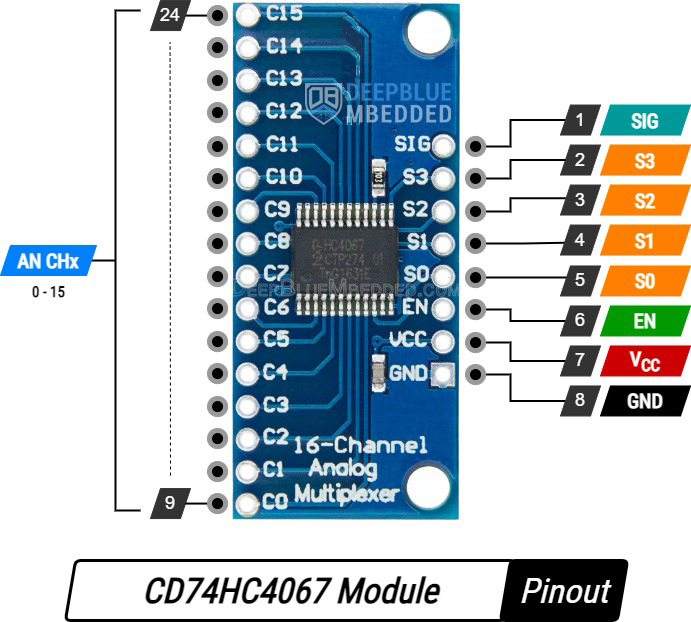 24
C15
C14
C13
C12
C11
C10
C9
C8
C7
C6
C5
C4
C3
C2
C1
C0
9
AN CHx
0 - 15
DEEPBLUE
MBEDDED
HC4067
CTP274 01
TnG1631E
DEEPBLUEMBEDDED.COM
103
SIG
S3
S2
S1
S0
EN
VCC
GND
16-Channel
Analog
Multiplexer
1 SIG
2 S3
3 S2
4 S1
5 S0
6 EN
7 VCC
8 GND
CD74HC4067 Module Pinout